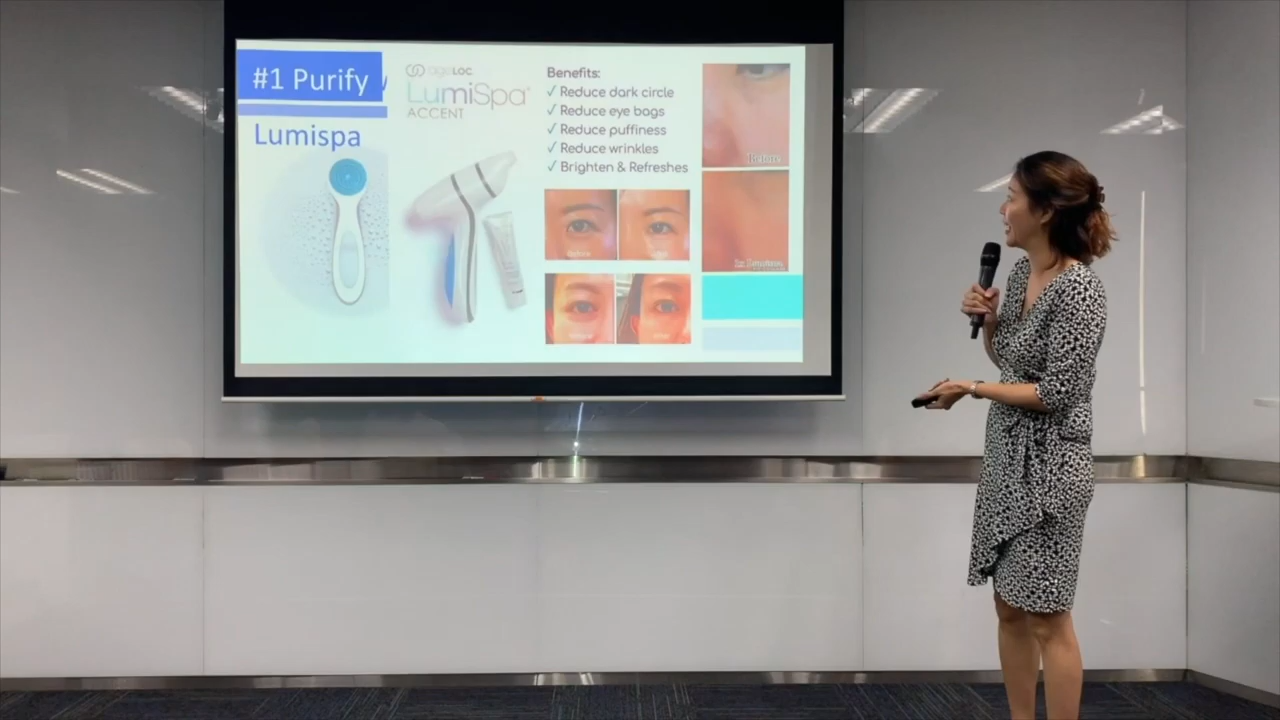 #1 Purify
Lumispa
ageLOC
LumiSpa
ACCENT
Benefits:
✓ Reduce dark circle
✓ Reduce eye bags
✓ Reduce puffiness
✓ Reduce wrinkles
✓ Brighten & Refreshes
Before